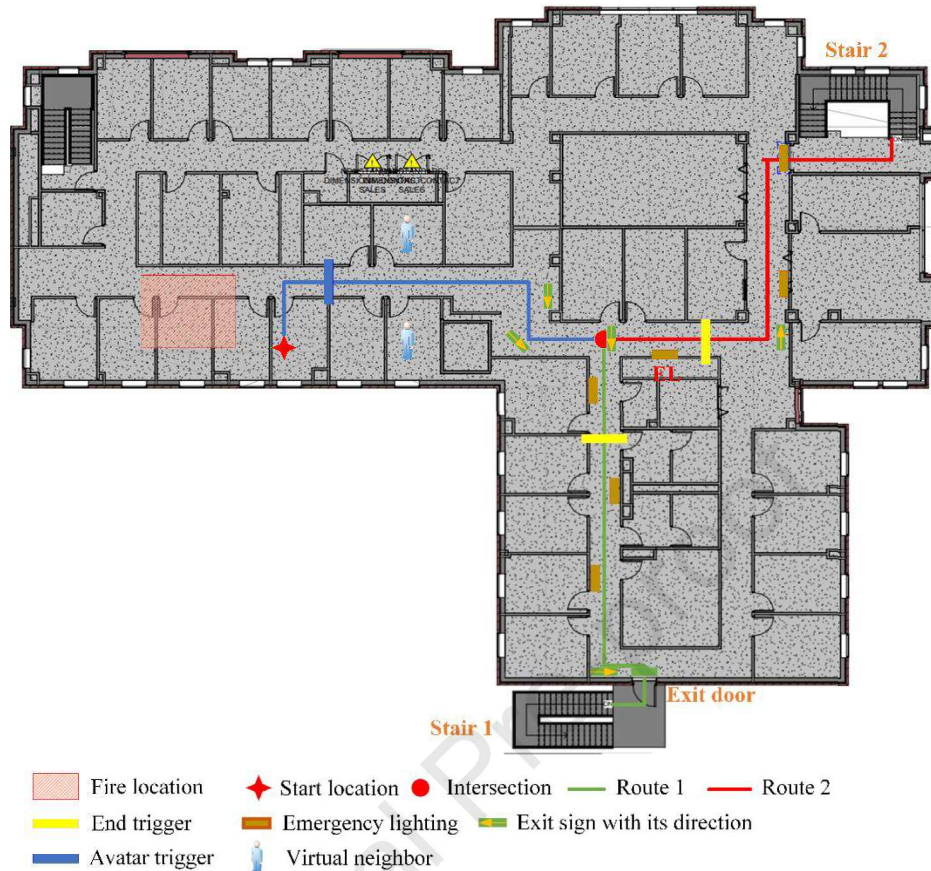 Stair 2
EL
Exit door
Stair 1
Fire location
Start location
Intersection
Route 1
Route 2
End trigger
Emergency lighting
Exit sign with its direction
Avatar trigger
Virtual neighbor